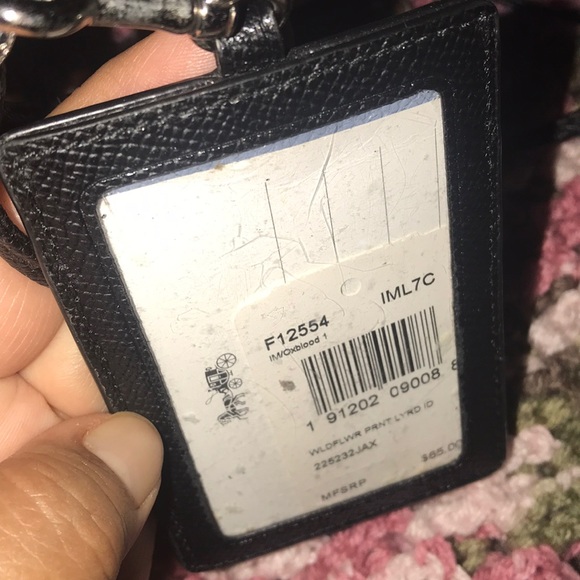 F12554 IML7C
IM/Oxblood 1
1 91202 09008 8
WLDFLWR PRNT LYRD ID
225232JAX
MFSRP $65.00